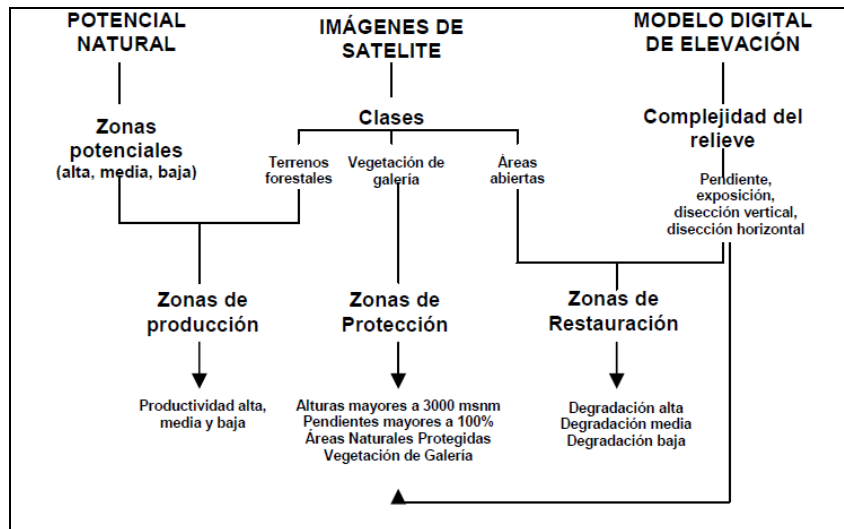 POTENCIAL
NATURAL
IMÁGENES DE
SATELITE
MODELO DIGITAL
DE ELEVACIÓN
Zonas
potenciales
(alta, media, baja)
Clases
Terrenos
forestales
Vegetación de
galería
Áreas
abiertas
Complejidad del
relieve
Pendiente,
exposición,
disección vertical,
disección horizontal
Zonas de
producción
Zonas de
Protección
Zonas de
Restauración
Productividad alta,
media y baja
Alturas mayores a 3000 msnm
Pendientes mayores a 100%
Áreas Naturales Protegidas
Vegetación de Galería
Degradación alta
Degradación media
Degradación baja